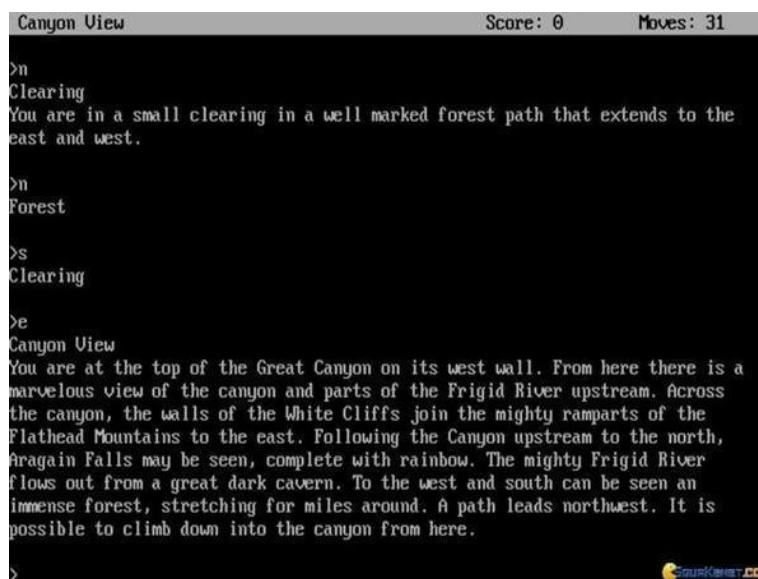 Canyon View Score: 0 Moves: 31
>n
Clearing
You are in a small clearing in a well marked forest path that extends to the
east and west.
>n
Forest
>s
Clearing
>e
Canyon View
You are at the top of the Great Canyon on its west wall. From here there is a
marvelous view of the canyon and parts of the Frigid River upstream. Across
the canyon, the walls of the White Cliffs join the mighty ramparts of the
Flathead Mountains to the east. Following the Canyon upstream to the north,
Aragain Falls may be seen, complete with rainbow. The mighty Frigid River
flows out from a great dark cavern. To the west and south can be seen an
immense forest, stretching for miles around. A path leads northwest. It is
possible to climb down into the canyon from here.
>